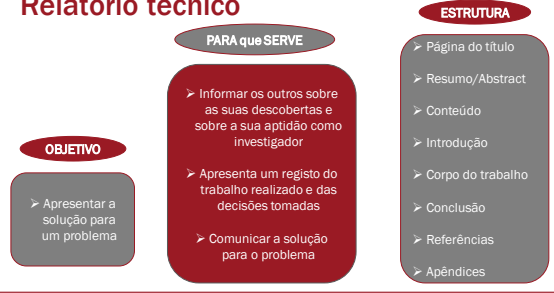 Relatório técnico
PARA que SERVE
➢ Informar os outros sobre
as suas descobertas e
sobre a sua aptidão como
investigador
➢ Apresenta um registo do
trabalho realizado e das
decisões tomadas
➢ Comunicar a solução
para o problema
OBJETIVO
➢ Apresentar a
solução para
um problema
ESTRUTURA
➢ Página do título
➢ Resumo/Abstract
➢ Conteúdo
➢ Introdução
➢ Corpo do trabalho
➢ Conclusão
➢ Referências
➢ Apêndices